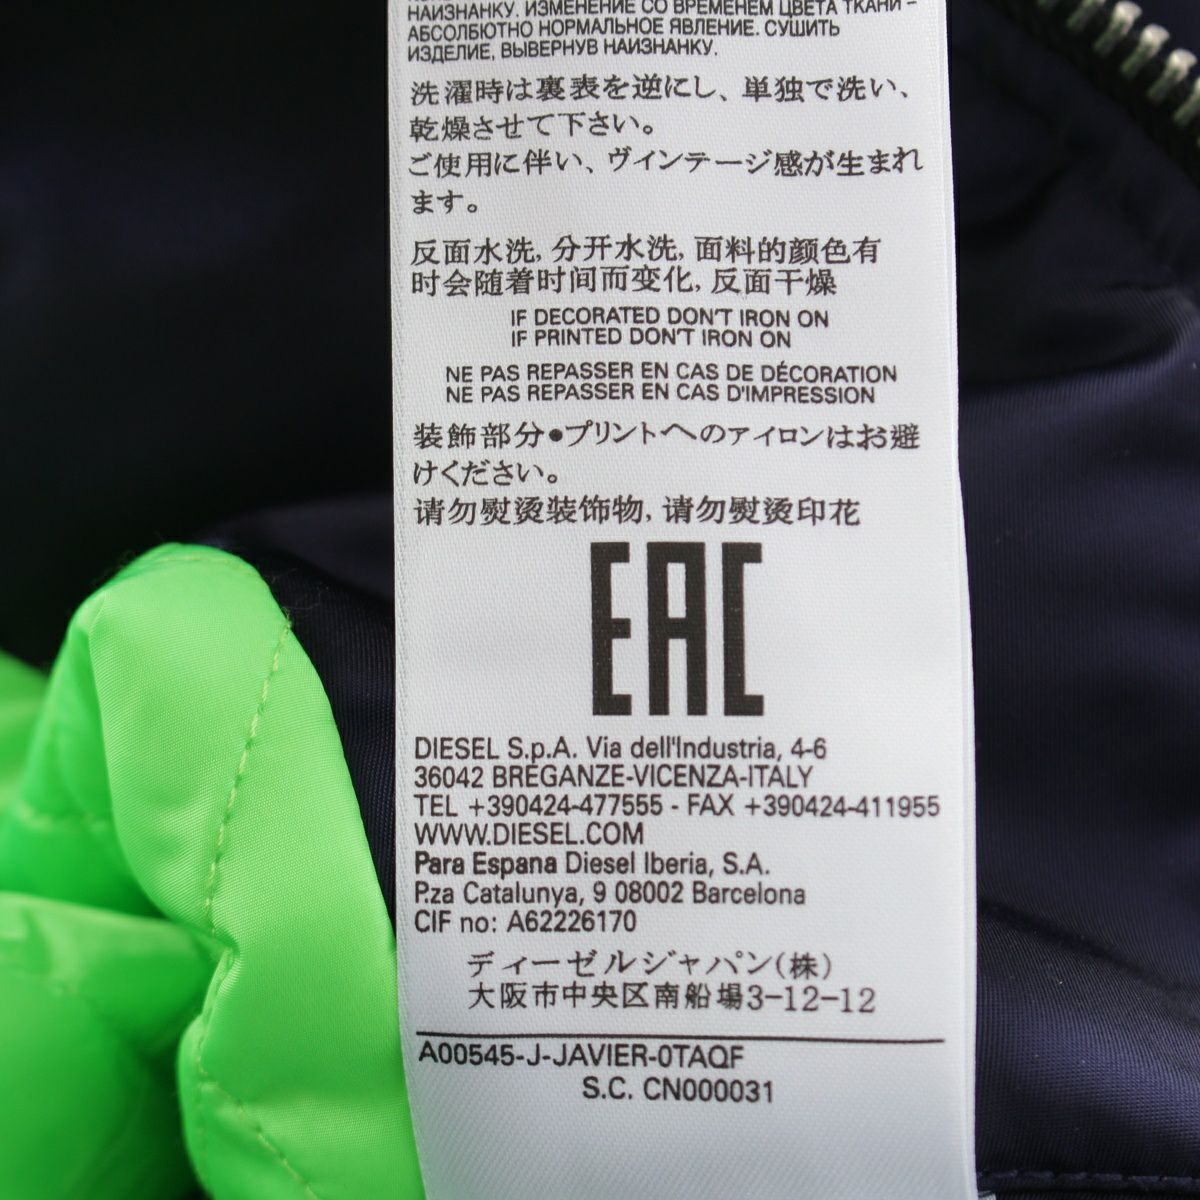 НАИЗНАНКУ. ИЗМЕНЕНИЕ СО ВРЕМЕНЕМ ЦВЕТА ТКАНИ -
АБСОЛЮТНО НОРМАЛЬНОЕ ЯВЛЕНИЕ. СУШИТЬ
ИЗДЕЛИЕ, ВЫВЕРНУВ НАИЗНАНКУ.
洗濯時は裏表を逆にし、単独で洗い、
乾燥させて下さい。
ご使用に伴い、ヴィンテージ感が生まれ
ます。
反面水洗, 分开水洗, 面料的颜色有
时会随着时间而变化, 反面干燥
IF DECORATED DON'T IRON ON
IF PRINTED DON'T IRON ON
NE PAS REPASSER EN CAS DE DÉCORATION
NE PAS REPASSER EN CAS D'IMPRESSION
装飾部分●プリントへのアイロンはお避
けください。
请勿熨烫装饰物, 请勿熨烫印花
EAC
DIESEL S.p.A. Via dell'Industria, 4-6
36042 BREGANZE-VICENZA-ITALY
TEL +390424-477555 - FAX +390424-411955
WWW.DIESEL.COM
Para Espana Diesel Iberia, S.A.
P.za Catalunya, 9 08002 Barcelona
CIF no: A62226170
ディーゼルジャパン(株)
大阪市中央区南船場3-12-12
A00545-J-JAVIER-0TAQF
S.C. CN000031